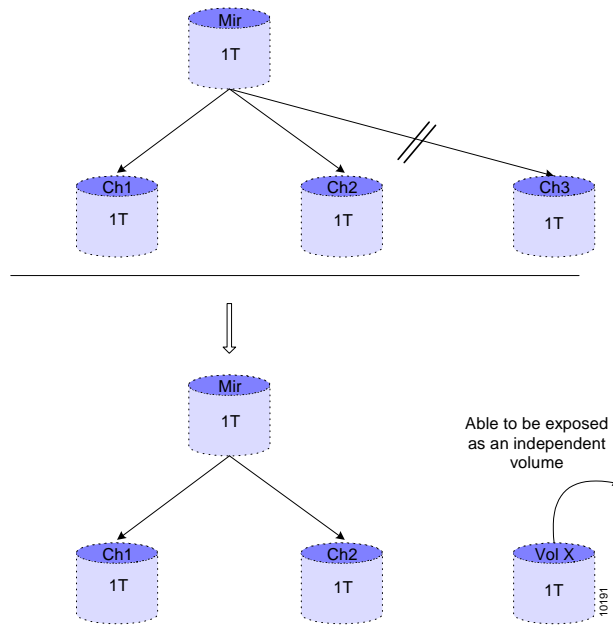 Mir
1T
Ch1
Ch2
Ch3
1T
1T
1T
Mir
1T
Able to be exposed
as an independent
volume
Ch1
Ch2
Vol X
1T
1T
1T
10191